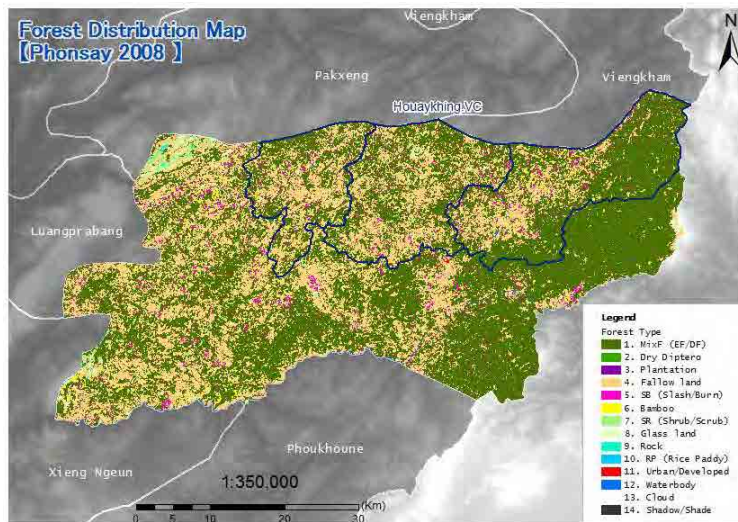 Forest Distribution Map
【Phonsay 2008 】
Viengkham
N
Pakxeng
Viengkham
Houaykhing.VC
Luangprabang
Phoukhoune
Xieng Ngeun
1:350,000
(Km)
0 5 10 20 30
Legend
Forest Type
1. MixF (EF/DF)
2. Dry Diptero
3. Plantation
4. Fallow land
5. SB (Slash/Burn)
6. Bamboo
7. SR (Shrub/Scrub)
8. Glass land
9. Rock
10. RP (Rice Paddy)
11. Urban/Developed
12. Waterbody
13. Cloud
14. Shadow/Shade